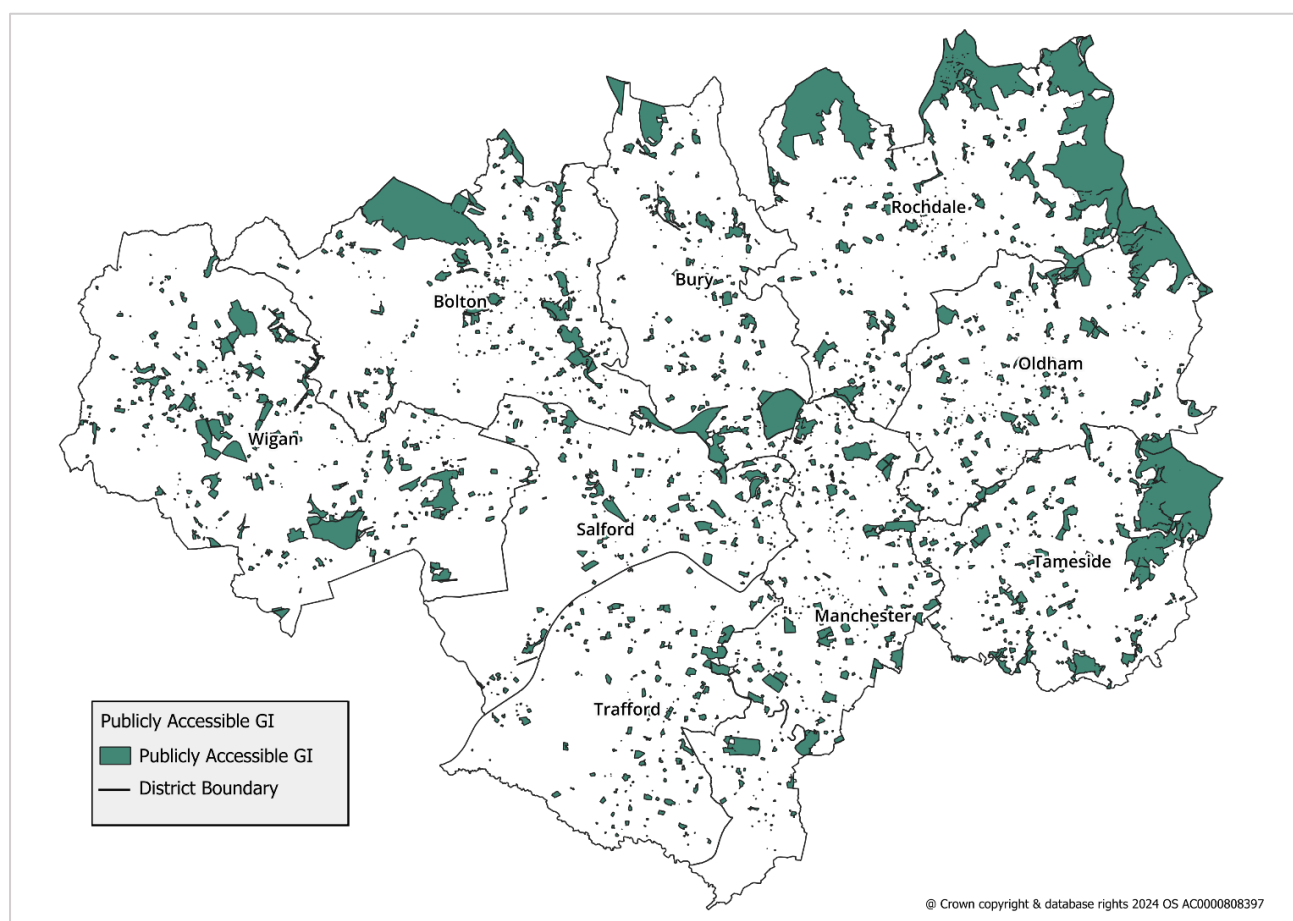 Rochdale
Bury
Bolton
Oldham
Wigan
Salford
Tameside
Manchester
Trafford
Publicly Accessible GI
Publicly Accessible GI
District Boundary
@ Crown copyright & database rights 2024 OS AC0000808397